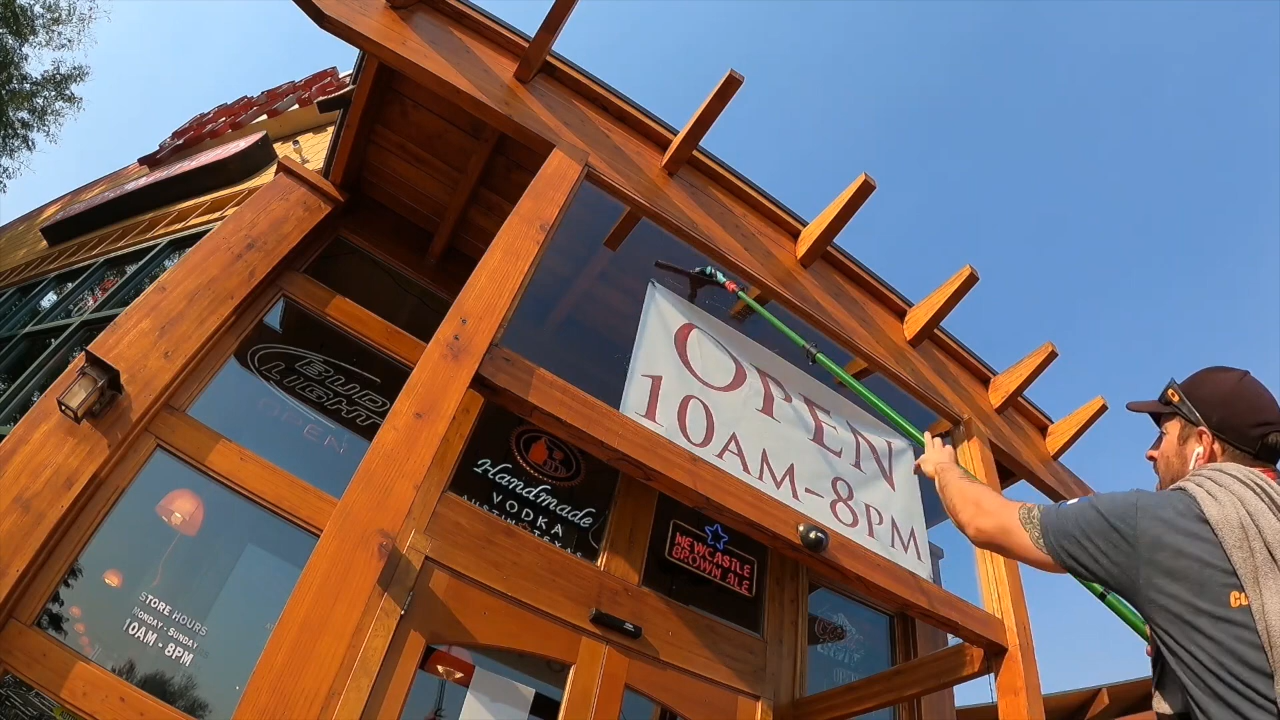 OPEN
10AM-8PM
BUD
LIGHT
OPEN
Handmade
VODKA
AUSTIN TEXAS
NEWCASTLE
BROWN ALE
STORE HOURS
MONDAY - SUNDAY
10AM - 8PM